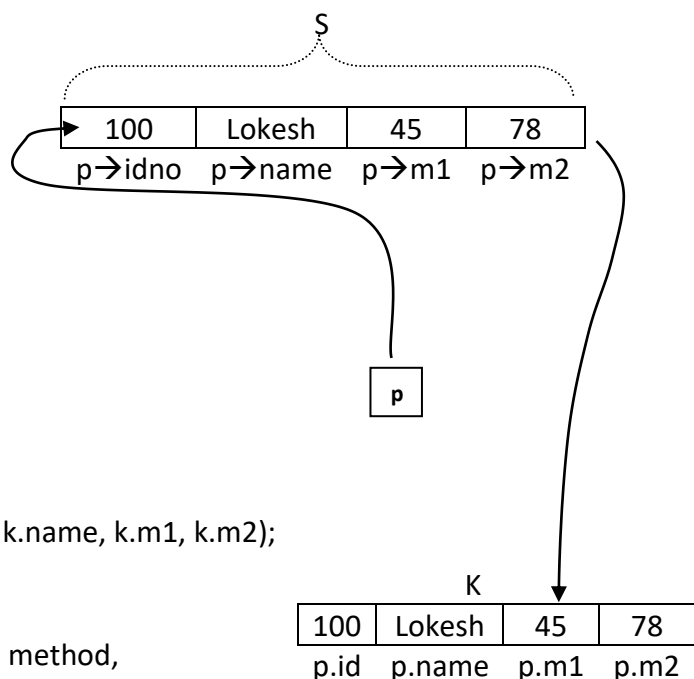 S
100 Lokesh 45 78
p→idno p→name p→m1 p→m2
p
k.name, k.m1, k.m2);
K
100 Lokesh 45 78
method,
p.id p.name p.m1 p.m2